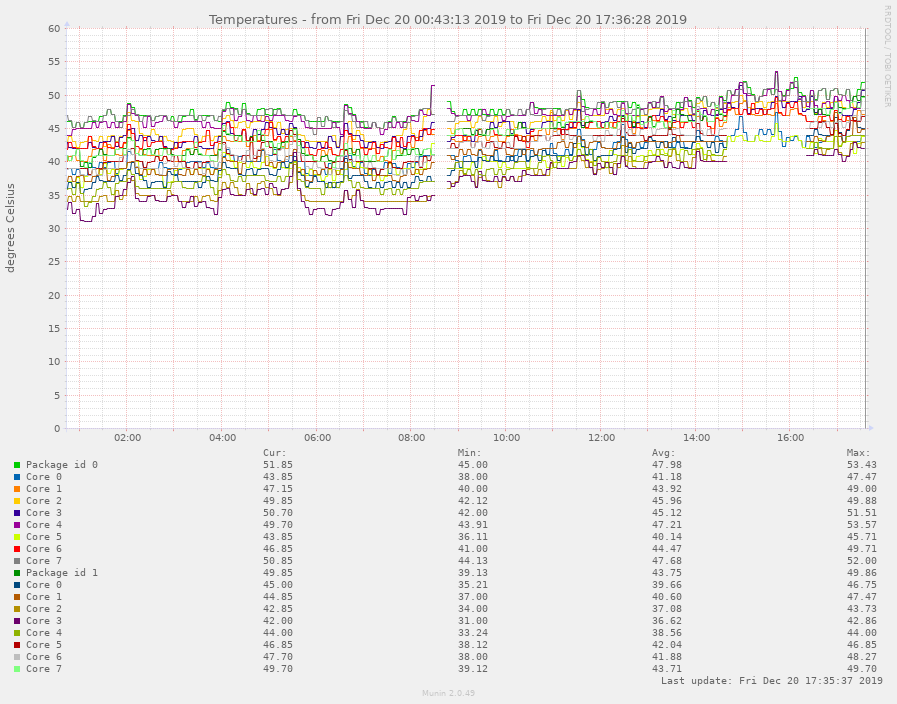 Temperatures - from Fri Dec 20 00:43:13 2019 to Fri Dec 20 17:36:28 2019
RRDTOOL / TOBI OETIKER
degrees Celsius
60
55
50
45
40
35
30
25
20
15
10
5
0
02:00 04:00 06:00 08:00 10:00 12:00 14:00 16:00
Cur: Min: Avg: Max:
Package id 0 51.85 45.00 47.98 53.43
Core 0 43.85 38.00 41.18 47.47
Core 1 47.15 40.00 43.92 49.00
Core 2 49.85 42.12 45.96 49.88
Core 3 50.70 42.00 45.12 51.51
Core 4 49.70 43.91 47.21 53.57
Core 5 43.85 36.11 40.14 45.71
Core 6 46.85 41.00 44.47 49.71
Core 7 50.85 44.13 47.68 52.00
Package id 1 49.85 39.13 43.75 49.86
Core 0 45.00 35.21 39.66 46.75
Core 1 44.85 37.00 40.60 47.47
Core 2 42.85 34.00 37.08 43.73
Core 3 42.00 31.00 36.62 42.86
Core 4 44.00 33.24 38.56 44.00
Core 5 46.85 38.12 42.04 46.85
Core 6 47.70 38.00 41.88 48.27
Core 7 49.70 39.12 43.71 49.70
Last update: Fri Dec 20 17:35:37 2019
Munin 2.0.49